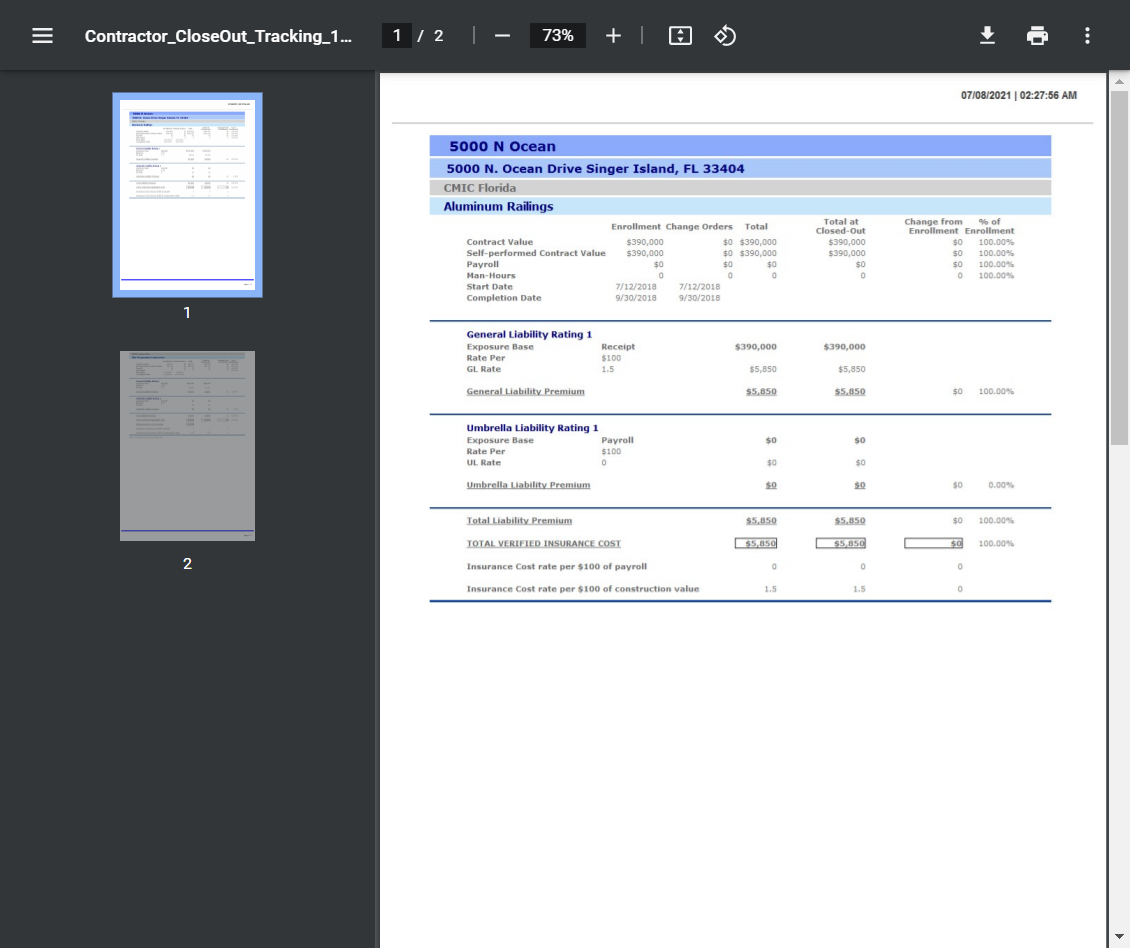 Contractor_CloseOut_Tracking_1... 1 / 2 73%
07/08/2021 | 02:27:56 AM
5000 N Ocean
5000 N. Ocean Drive Singer Island, FL 33404
CMIC Florida
Aluminum Railings
Enrollment Change Orders Total Total at Closed-Out Change from Enrollment % of Enrollment
Contract Value $390,000 $0 $390,000 $390,000 $0 100.00%
Self-performed Contract Value $390,000 $0 $390,000 $390,000 $0 100.00%
Payroll $0 $0 $0 $0 $0 100.00%
Man-Hours 0 0 0 0 0 100.00%
Start Date 7/12/2018 7/12/2018
Completion Date 9/30/2018 9/30/2018
General Liability Rating 1
Exposure Base Receipt $390,000 $390,000
Rate Per $100
GL Rate 1.5 $5,850 $5,850
General Liability Premium $5,850 $5,850 $0 100.00%
Umbrella Liability Rating 1
Exposure Base Payroll $0 $0
Rate Per $100
UL Rate 0 $0 $0
Umbrella Liability Premium $0 $0 $0 0.00%
Total Liability Premium $5,850 $5,850 $0 100.00%
TOTAL VERIFIED INSURANCE COST $5,850 $5,850 $0 100.00%
Insurance Cost rate per $100 of payroll 0 0 0
Insurance Cost rate per $100 of construction value 1.5 1.5 0
1
2